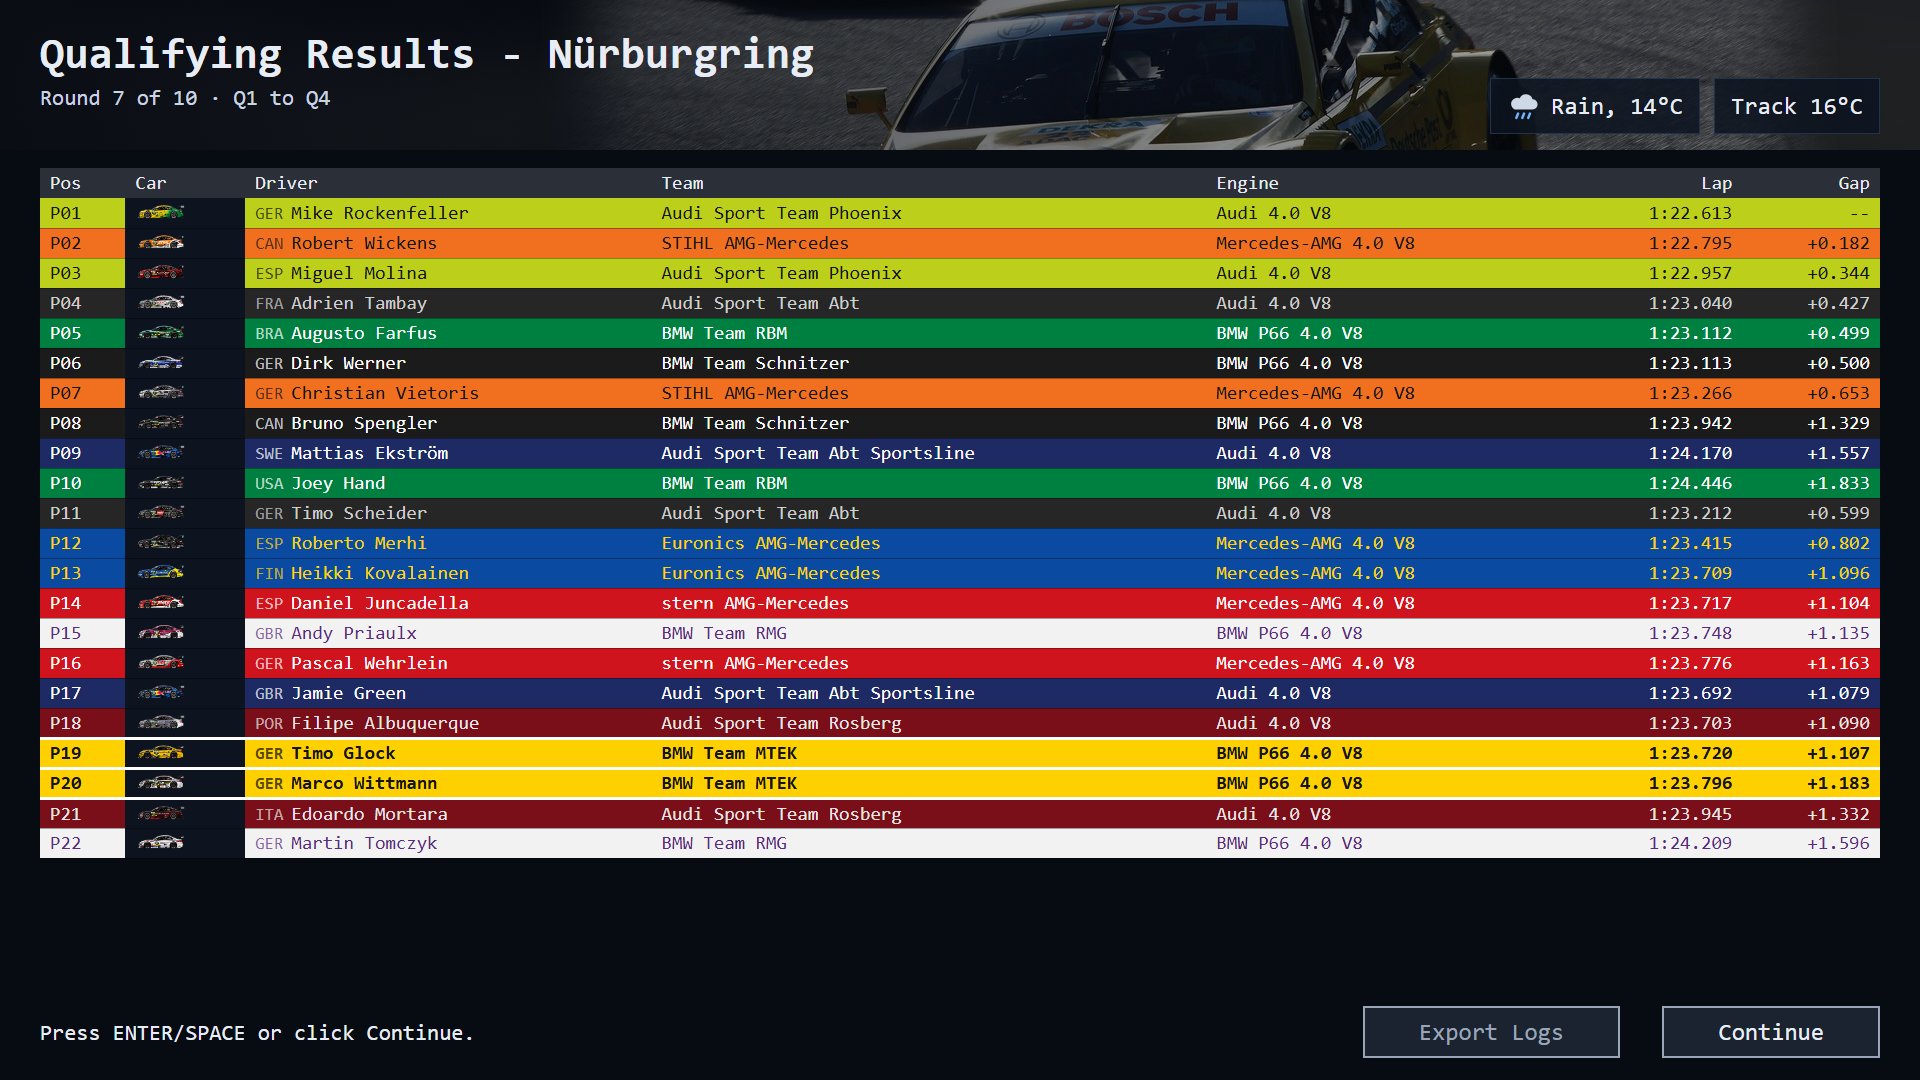 BOSCH
Qualifying Results - Nürburgring
Round 7 of 10 · Q1 to Q4
Rain, 14°C
Track 16°C
DEKRA
Deutsche Post
Pos Car Driver Team Engine Lap Gap
P01 GER Mike Rockenfeller Audi Sport Team Phoenix Audi 4.0 V8 1:22.613 --
P02 CAN Robert Wickens STIHL AMG-Mercedes Mercedes-AMG 4.0 V8 1:22.795 +0.182
P03 ESP Miguel Molina Audi Sport Team Phoenix Audi 4.0 V8 1:22.957 +0.344
P04 FRA Adrien Tambay Audi Sport Team Abt Audi 4.0 V8 1:23.040 +0.427
P05 BRA Augusto Farfus BMW Team RBM BMW P66 4.0 V8 1:23.112 +0.499
P06 GER Dirk Werner BMW Team Schnitzer BMW P66 4.0 V8 1:23.113 +0.500
P07 GER Christian Vietoris STIHL AMG-Mercedes Mercedes-AMG 4.0 V8 1:23.266 +0.653
P08 CAN Bruno Spengler BMW Team Schnitzer BMW P66 4.0 V8 1:23.942 +1.329
P09 SWE Mattias Ekström Audi Sport Team Abt Sportsline Audi 4.0 V8 1:24.170 +1.557
P10 USA Joey Hand BMW Team RBM BMW P66 4.0 V8 1:24.446 +1.833
P11 GER Timo Scheider Audi Sport Team Abt Audi 4.0 V8 1:23.212 +0.599
P12 ESP Roberto Merhi Euronics AMG-Mercedes Mercedes-AMG 4.0 V8 1:23.415 +0.802
P13 FIN Heikki Kovalainen Euronics AMG-Mercedes Mercedes-AMG 4.0 V8 1:23.709 +1.096
P14 ESP Daniel Juncadella stern AMG-Mercedes Mercedes-AMG 4.0 V8 1:23.717 +1.104
P15 GBR Andy Priaulx BMW Team RMG BMW P66 4.0 V8 1:23.748 +1.135
P16 GER Pascal Wehrlein stern AMG-Mercedes Mercedes-AMG 4.0 V8 1:23.776 +1.163
P17 GBR Jamie Green Audi Sport Team Abt Sportsline Audi 4.0 V8 1:23.692 +1.079
P18 POR Filipe Albuquerque Audi Sport Team Rosberg Audi 4.0 V8 1:23.703 +1.090
P19 GER Timo Glock BMW Team MTEK BMW P66 4.0 V8 1:23.720 +1.107
P20 GER Marco Wittmann BMW Team MTEK BMW P66 4.0 V8 1:23.796 +1.183
P21 ITA Edoardo Mortara Audi Sport Team Rosberg Audi 4.0 V8 1:23.945 +1.332
P22 GER Martin Tomczyk BMW Team RMG BMW P66 4.0 V8 1:24.209 +1.596
Press ENTER/SPACE or click Continue.
Export Logs
Continue